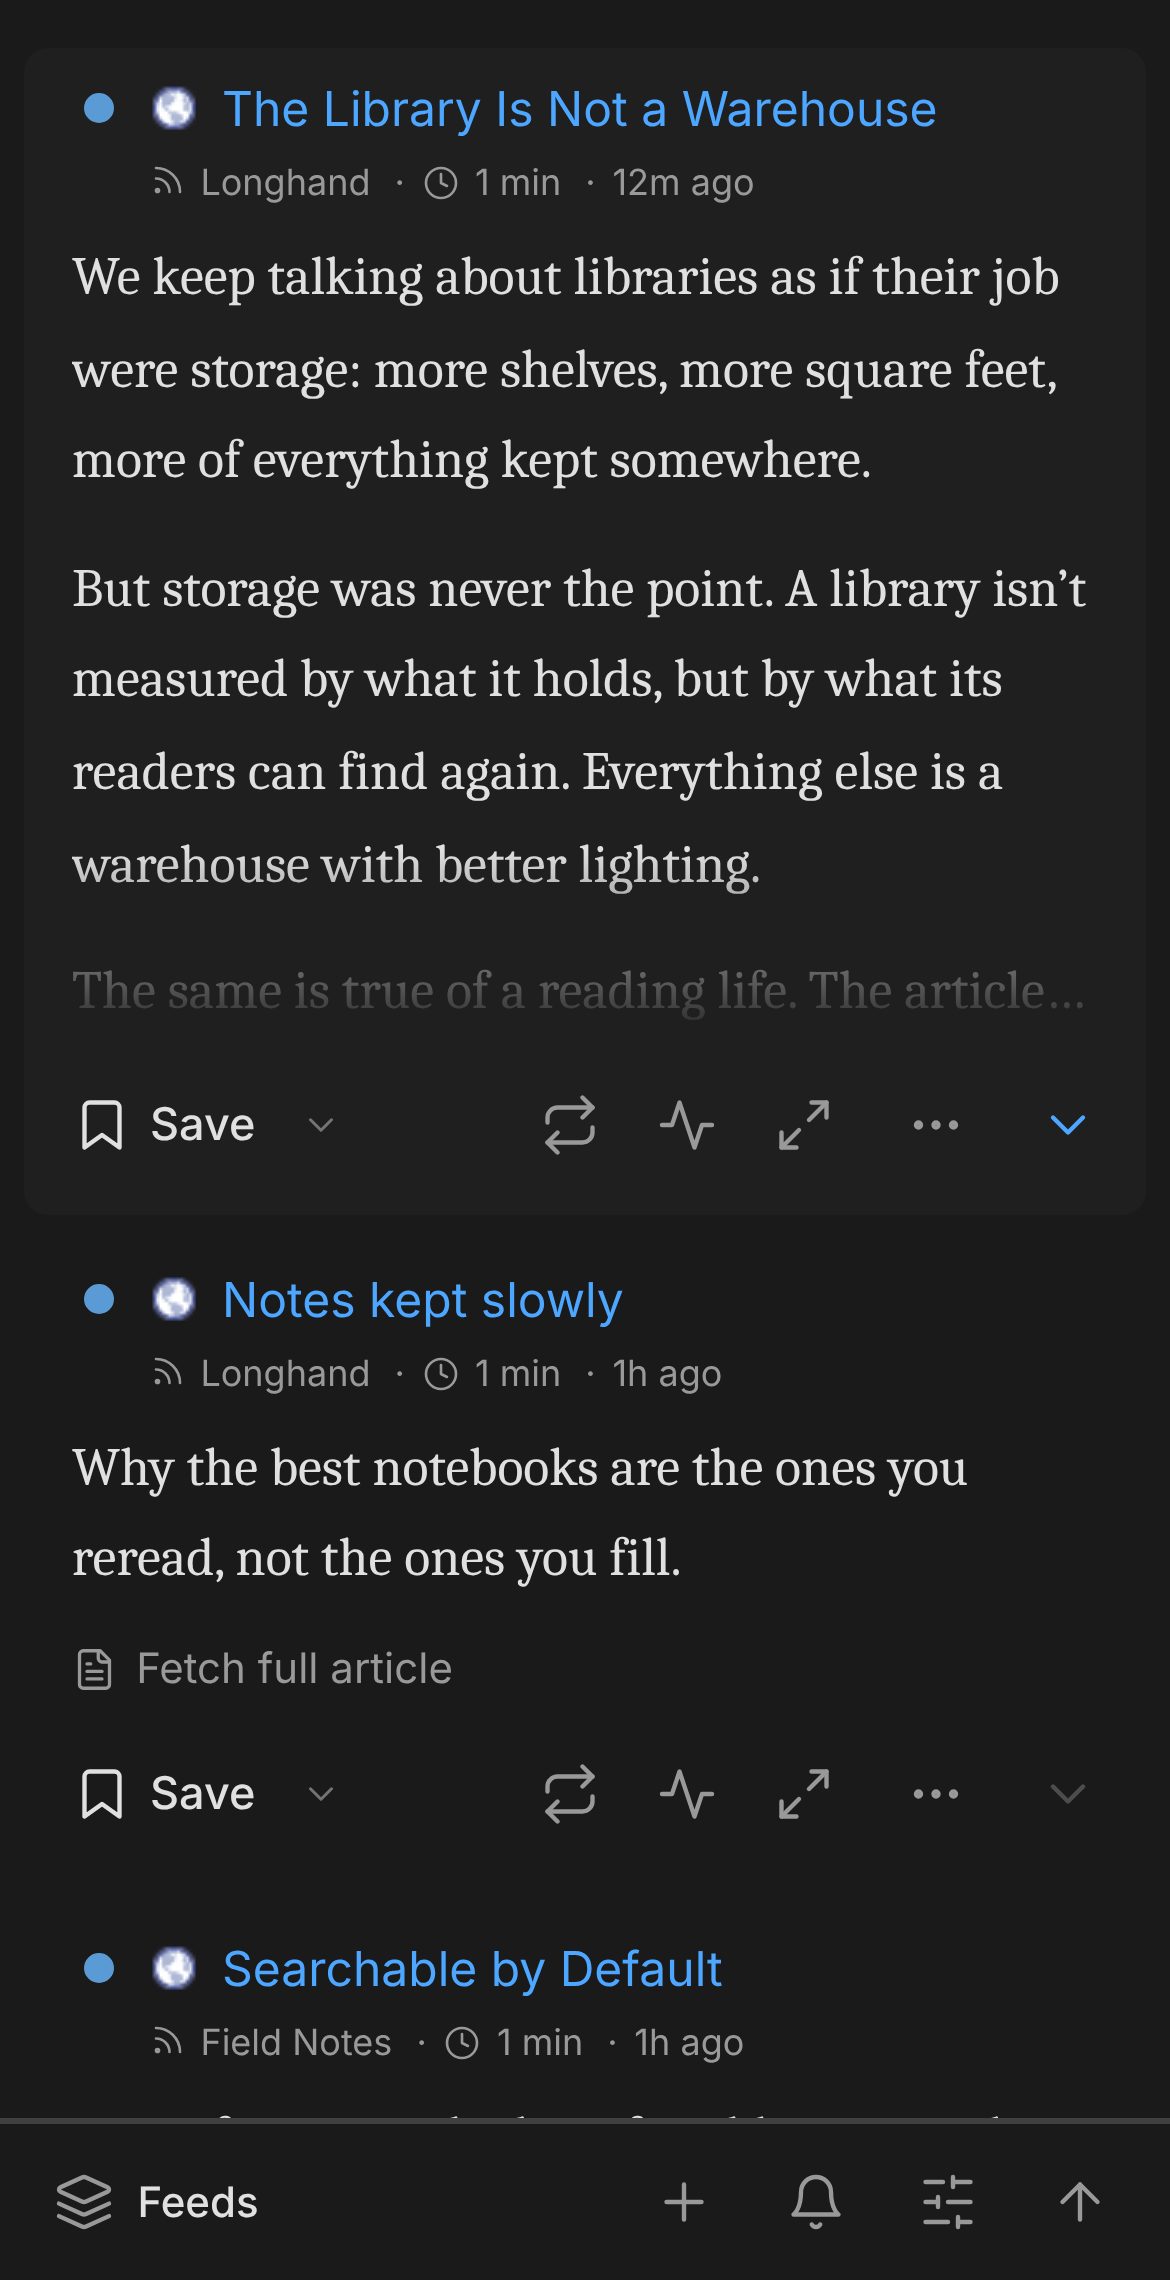 The Library Is Not a Warehouse
Longhand · 1 min · 12m ago
We keep talking about libraries as if their job
were storage: more shelves, more square feet,
more of everything kept somewhere.
But storage was never the point. A library isn’t
measured by what it holds, but by what its
readers can find again. Everything else is a
warehouse with better lighting.
The same is true of a reading life. The article…
Save
Notes kept slowly
Longhand · 1 min · 1h ago
Why the best notebooks are the ones you
reread, not the ones you fill.
Fetch full article
Save
Searchable by Default
Field Notes · 1 min · 1h ago
Feeds